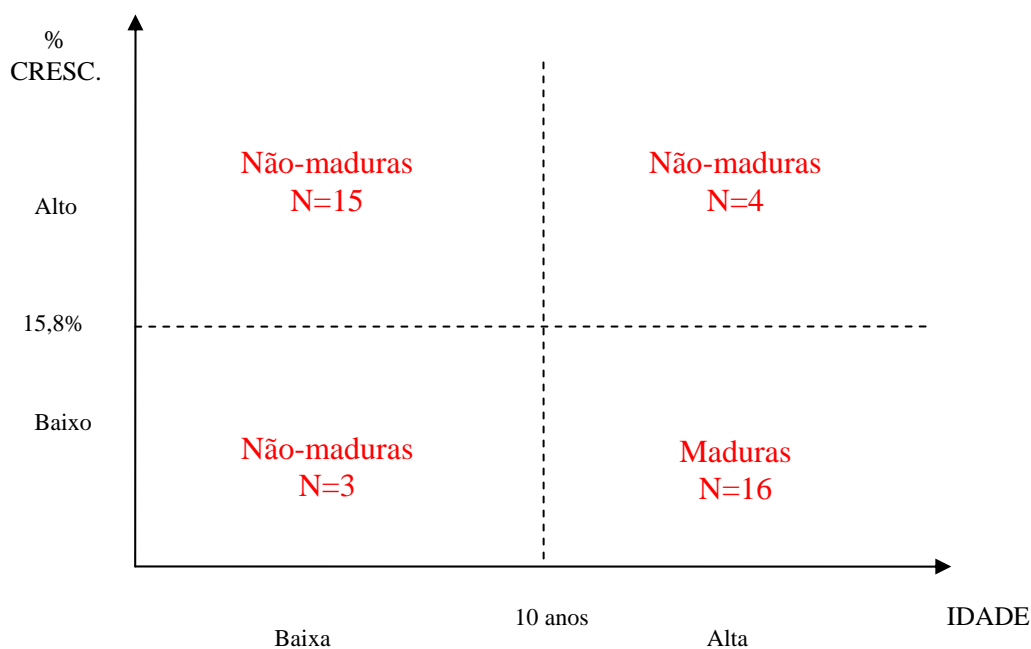 %
CRESC.
Não-maduras
N=15
Não-maduras
N=4
Alto
15,8%
Baixo
Não-maduras
N=3
Maduras
N=16
10 anos
IDADE
Baixa
Alta